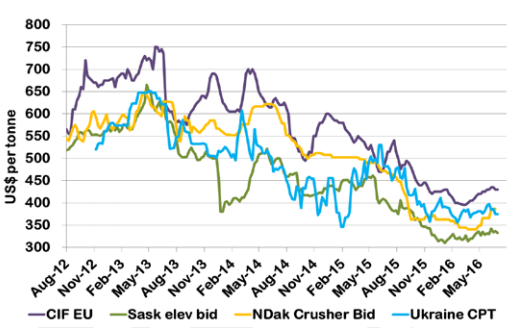 800
750
700
650
600
550
500
450
400
350
300
US$ per tonne
Aug-12
Nov-12
Feb-13
May-13
Aug-13
Nov-13
Feb-14
May-14
Aug-14
Nov-14
Feb-15
May-15
Aug-15
Nov-15
Feb-16
May-16
CIF EU Sask elev bid NDak Crusher Bid Ukraine CPT